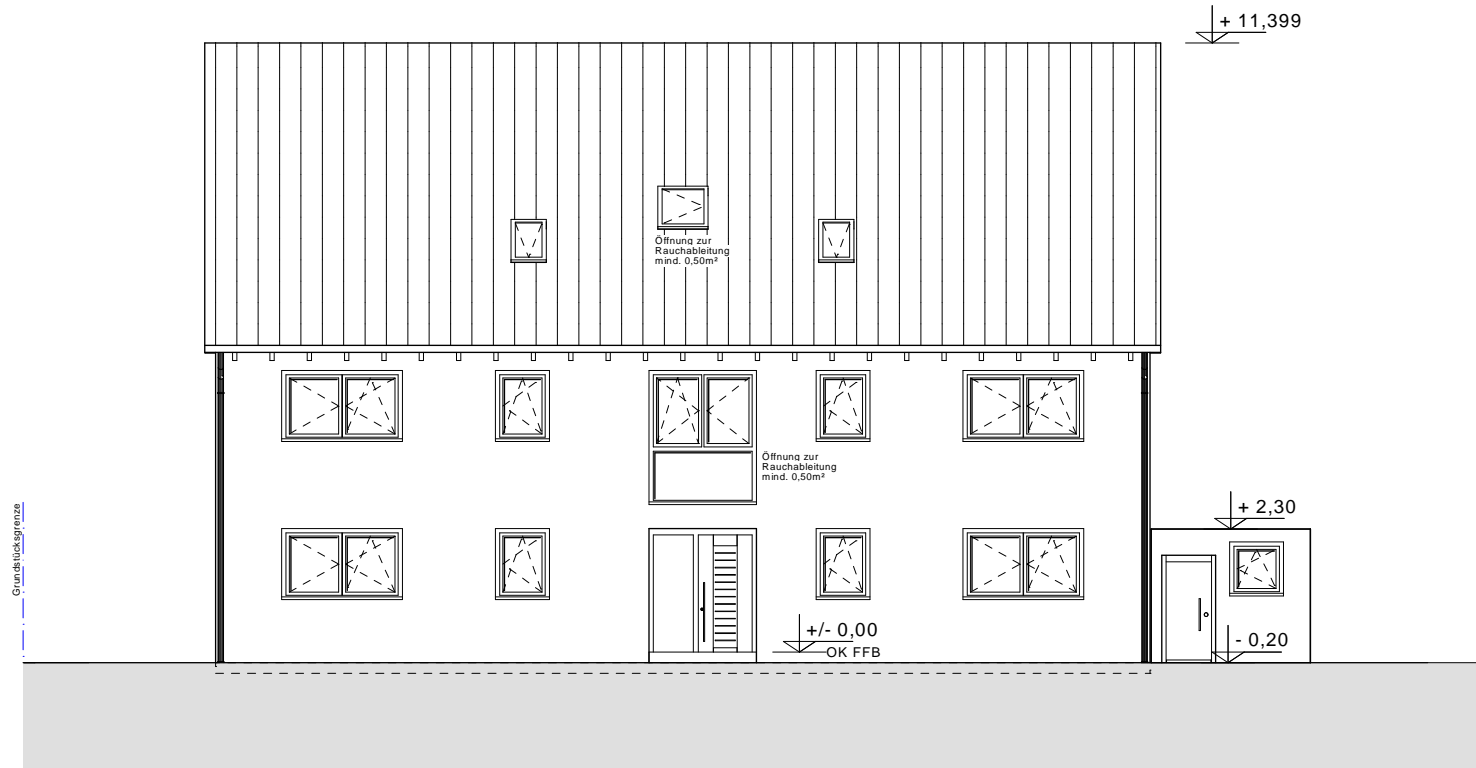 + 11,399
Öffnung zur
Rauchableitung
mind. 0,50m²
Öffnung zur
Rauchableitung
mind. 0,50m²
Grundstücksgrenze
+ 2,30
+/- 0,00
OK FFB
- 0,20